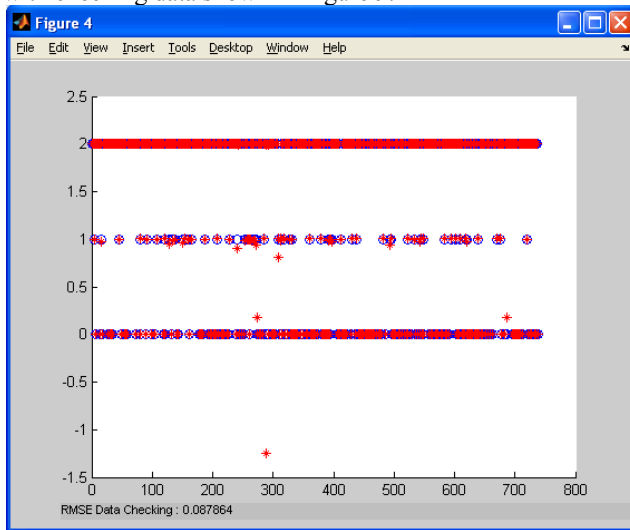 Figure 4
File Edit View Insert Tools Desktop Window Help
2.5
2
1.5
1
0.5
0
-0.5
-1
-1.5
0 100 200 300 400 500 600 700 800
RMSE Data Checking : 0.087864